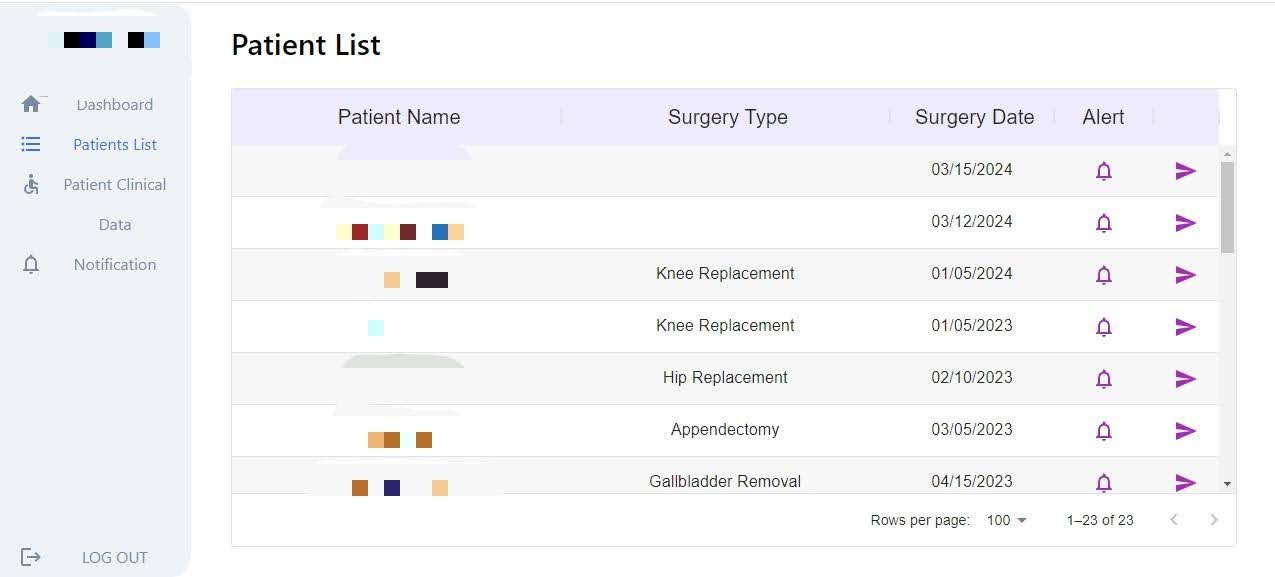 Patient List
Dashboard
Patients List
Patient Clinical
Data
Notification
LOG OUT
Patient Name Surgery Type Surgery Date Alert
03/15/2024
03/12/2024
Knee Replacement 01/05/2024
Knee Replacement 01/05/2023
Hip Replacement 02/10/2023
Appendectomy 03/05/2023
Gallbladder Removal 04/15/2023
Rows per page: 100 1–23 of 23